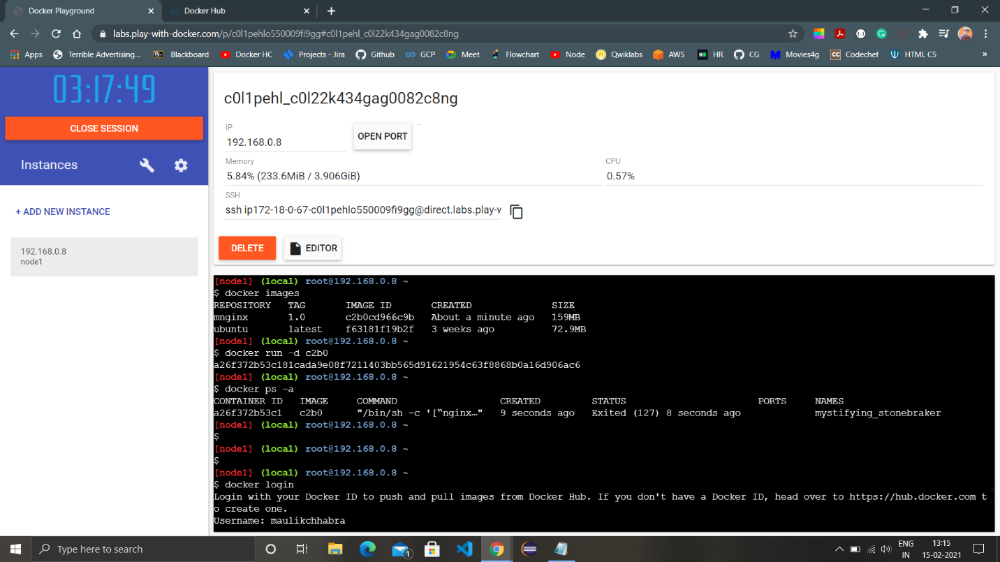 Docker Playground
Docker Hub
labs.play-with-docker.com/p/c0l1pehlo550009fi9gg#c0l1pehl_c0l22k434gag0082c8ng
Apps Terrible Advertising... Blackboard Docker HC Projects - Jira Github GCP Meet Flowchart Node Qwiklabs AWS HR CG Movies4g Codechef HTML CS »
03:17:49
CLOSE SESSION
Instances
+ ADD NEW INSTANCE
192.168.0.8
node1
c0l1pehl_c0l22k434gag0082c8ng
IP
192.168.0.8
OPEN PORT
Memory
5.84% (233.6MiB / 3.906GiB)
CPU
0.57%
SSH
ssh ip172-18-0-67-c0l1pehlo550009fi9gg@direct.labs.play-v
DELETE
EDITOR
[node1] (local) root@192.168.0.8 ~
$ docker images
REPOSITORY TAG IMAGE ID CREATED SIZE
mnginx 1.0 c2b0cd966c9b About a minute ago 159MB
ubuntu latest f63181f19b2f 3 weeks ago 72.9MB
[node1] (local) root@192.168.0.8 ~
$ docker run -d c2b0
a26f372b53c181cada9e08f7211403bb565d91621954c63f8868b0a16d906ac6
[node1] (local) root@192.168.0.8 ~
$ docker ps -a
CONTAINER ID IMAGE COMMAND CREATED STATUS PORTS NAMES
a26f372b53c1 c2b0 "/bin/sh -c '[“nginx…" 9 seconds ago Exited (127) 8 seconds ago mystifying_stonebraker
[node1] (local) root@192.168.0.8 ~
$
[node1] (local) root@192.168.0.8 ~
$
[node1] (local) root@192.168.0.8 ~
$ docker login
Login with your Docker ID to push and pull images from Docker Hub. If you don't have a Docker ID, head over to https://hub.docker.com t
o create one.
Username: maulikchhabra
Type here to search
1
ENG
IN
13:15
15-02-2021